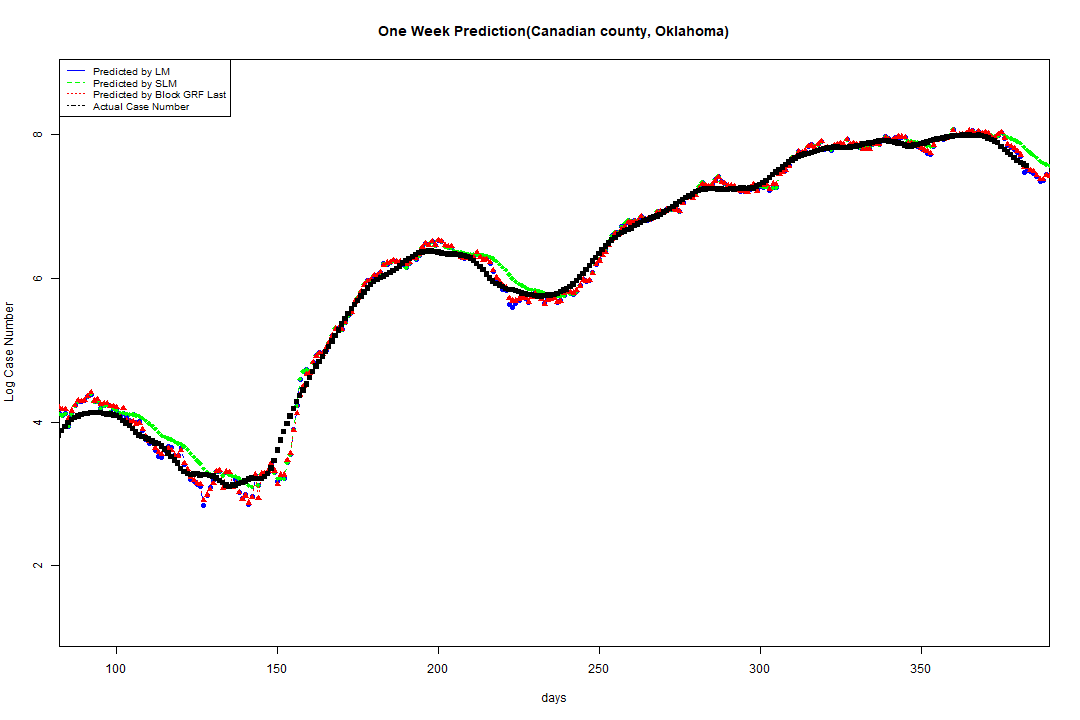 One Week Prediction(Canadian county, Oklahoma)
Predicted by LM
Predicted by SLM
Predicted by Block GRF Last
Actual Case Number
8
6
4
2
Log Case Number
100 150 200 250 300 350
days